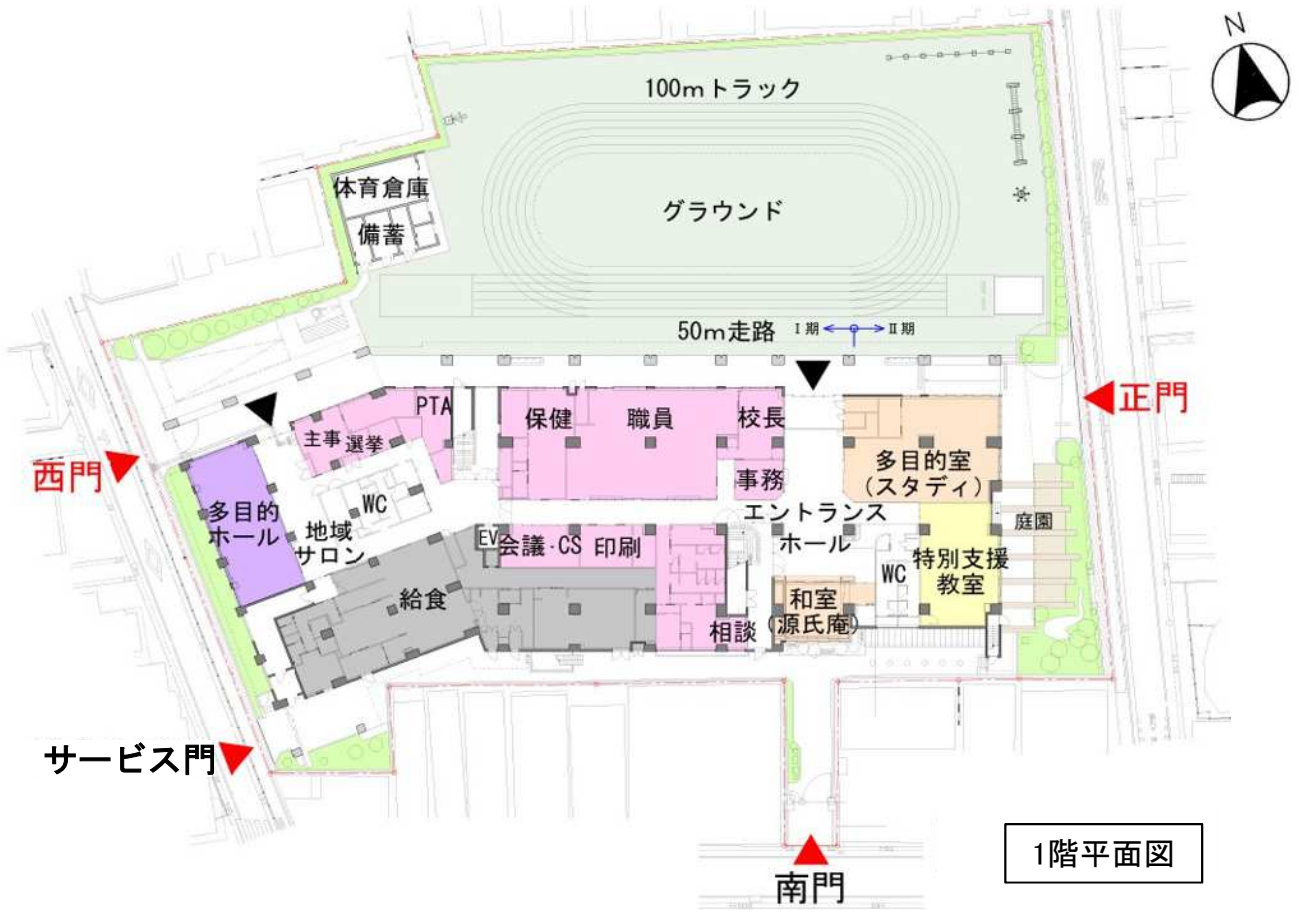 N
100mトラック
体育倉庫
グラウンド
備蓄
50m走路
Ⅰ期
Ⅱ期
正門
PTA
保健
職員
校長
主事
選挙
西門
多目的室
(スタディ)
事務
WC
多目的
ホール
地域
サロン
エントランス
ホール
庭園
EV
会議・CS
印刷
特別支援
教室
WC
給食
和室
(源氏庵)
相談
サービス門
1階平面図
南門